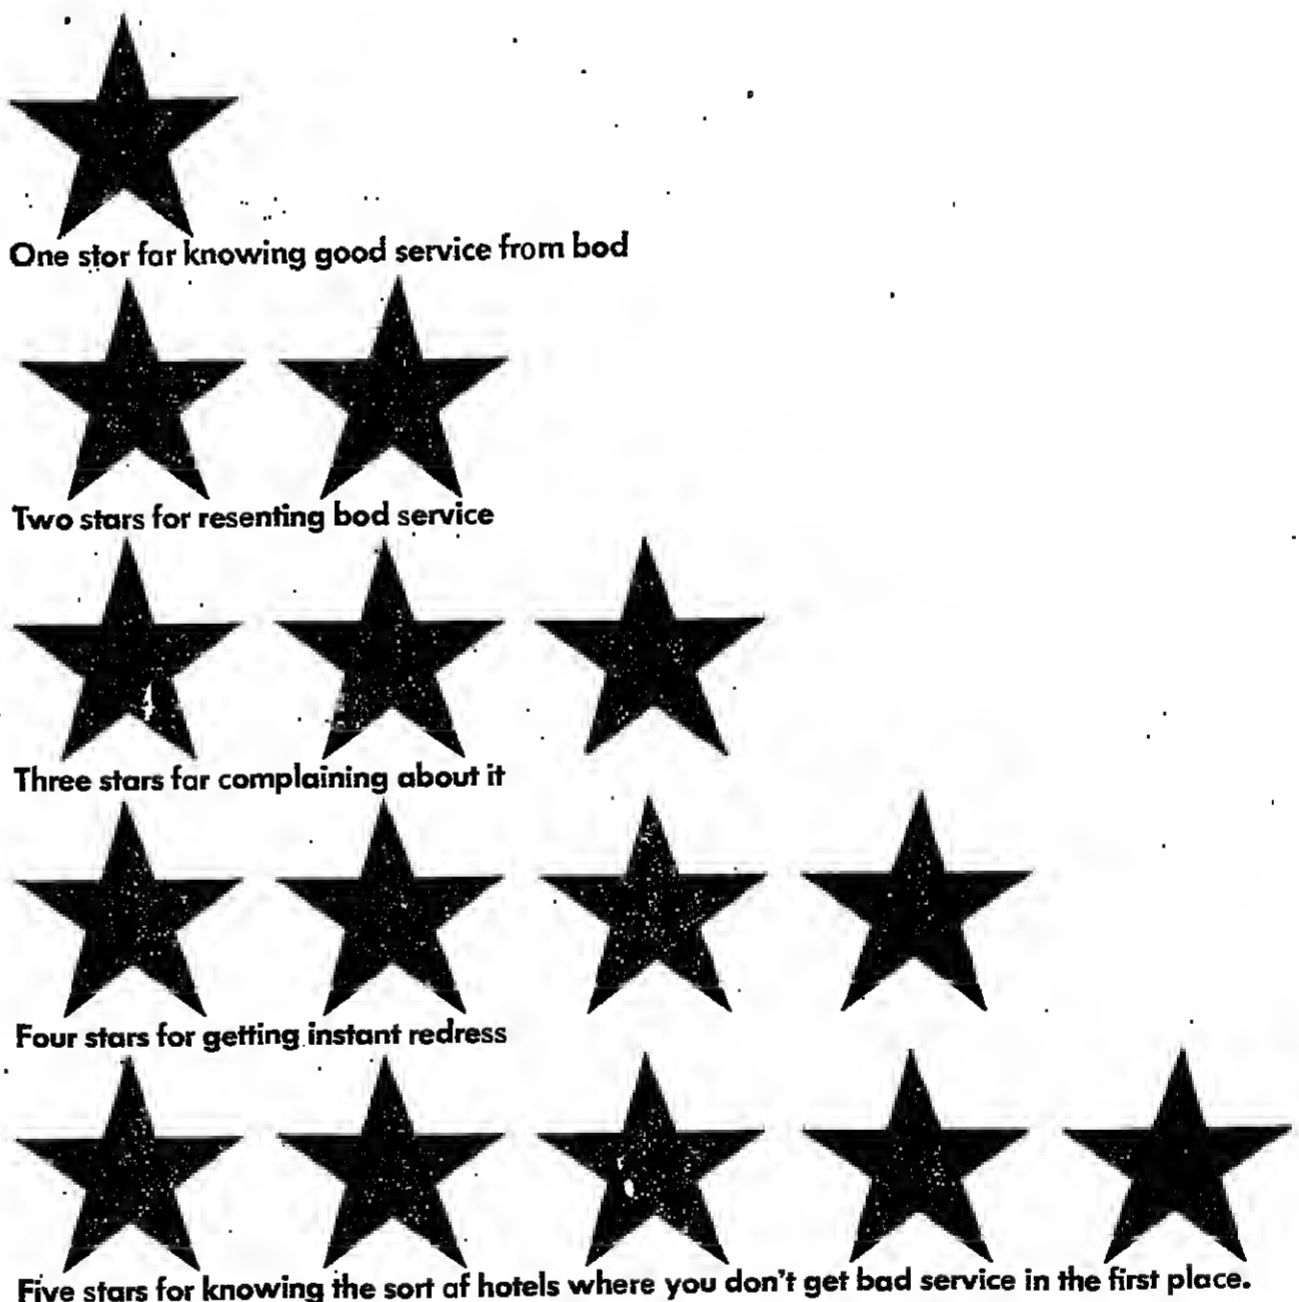 One stor far knowing good service from bod
Two stars for resenting bod service
Three stars far complaining about it
Four stars for getting instant redress
Five stars for knowing the sort af hotels where you don't get bad service in the first place.